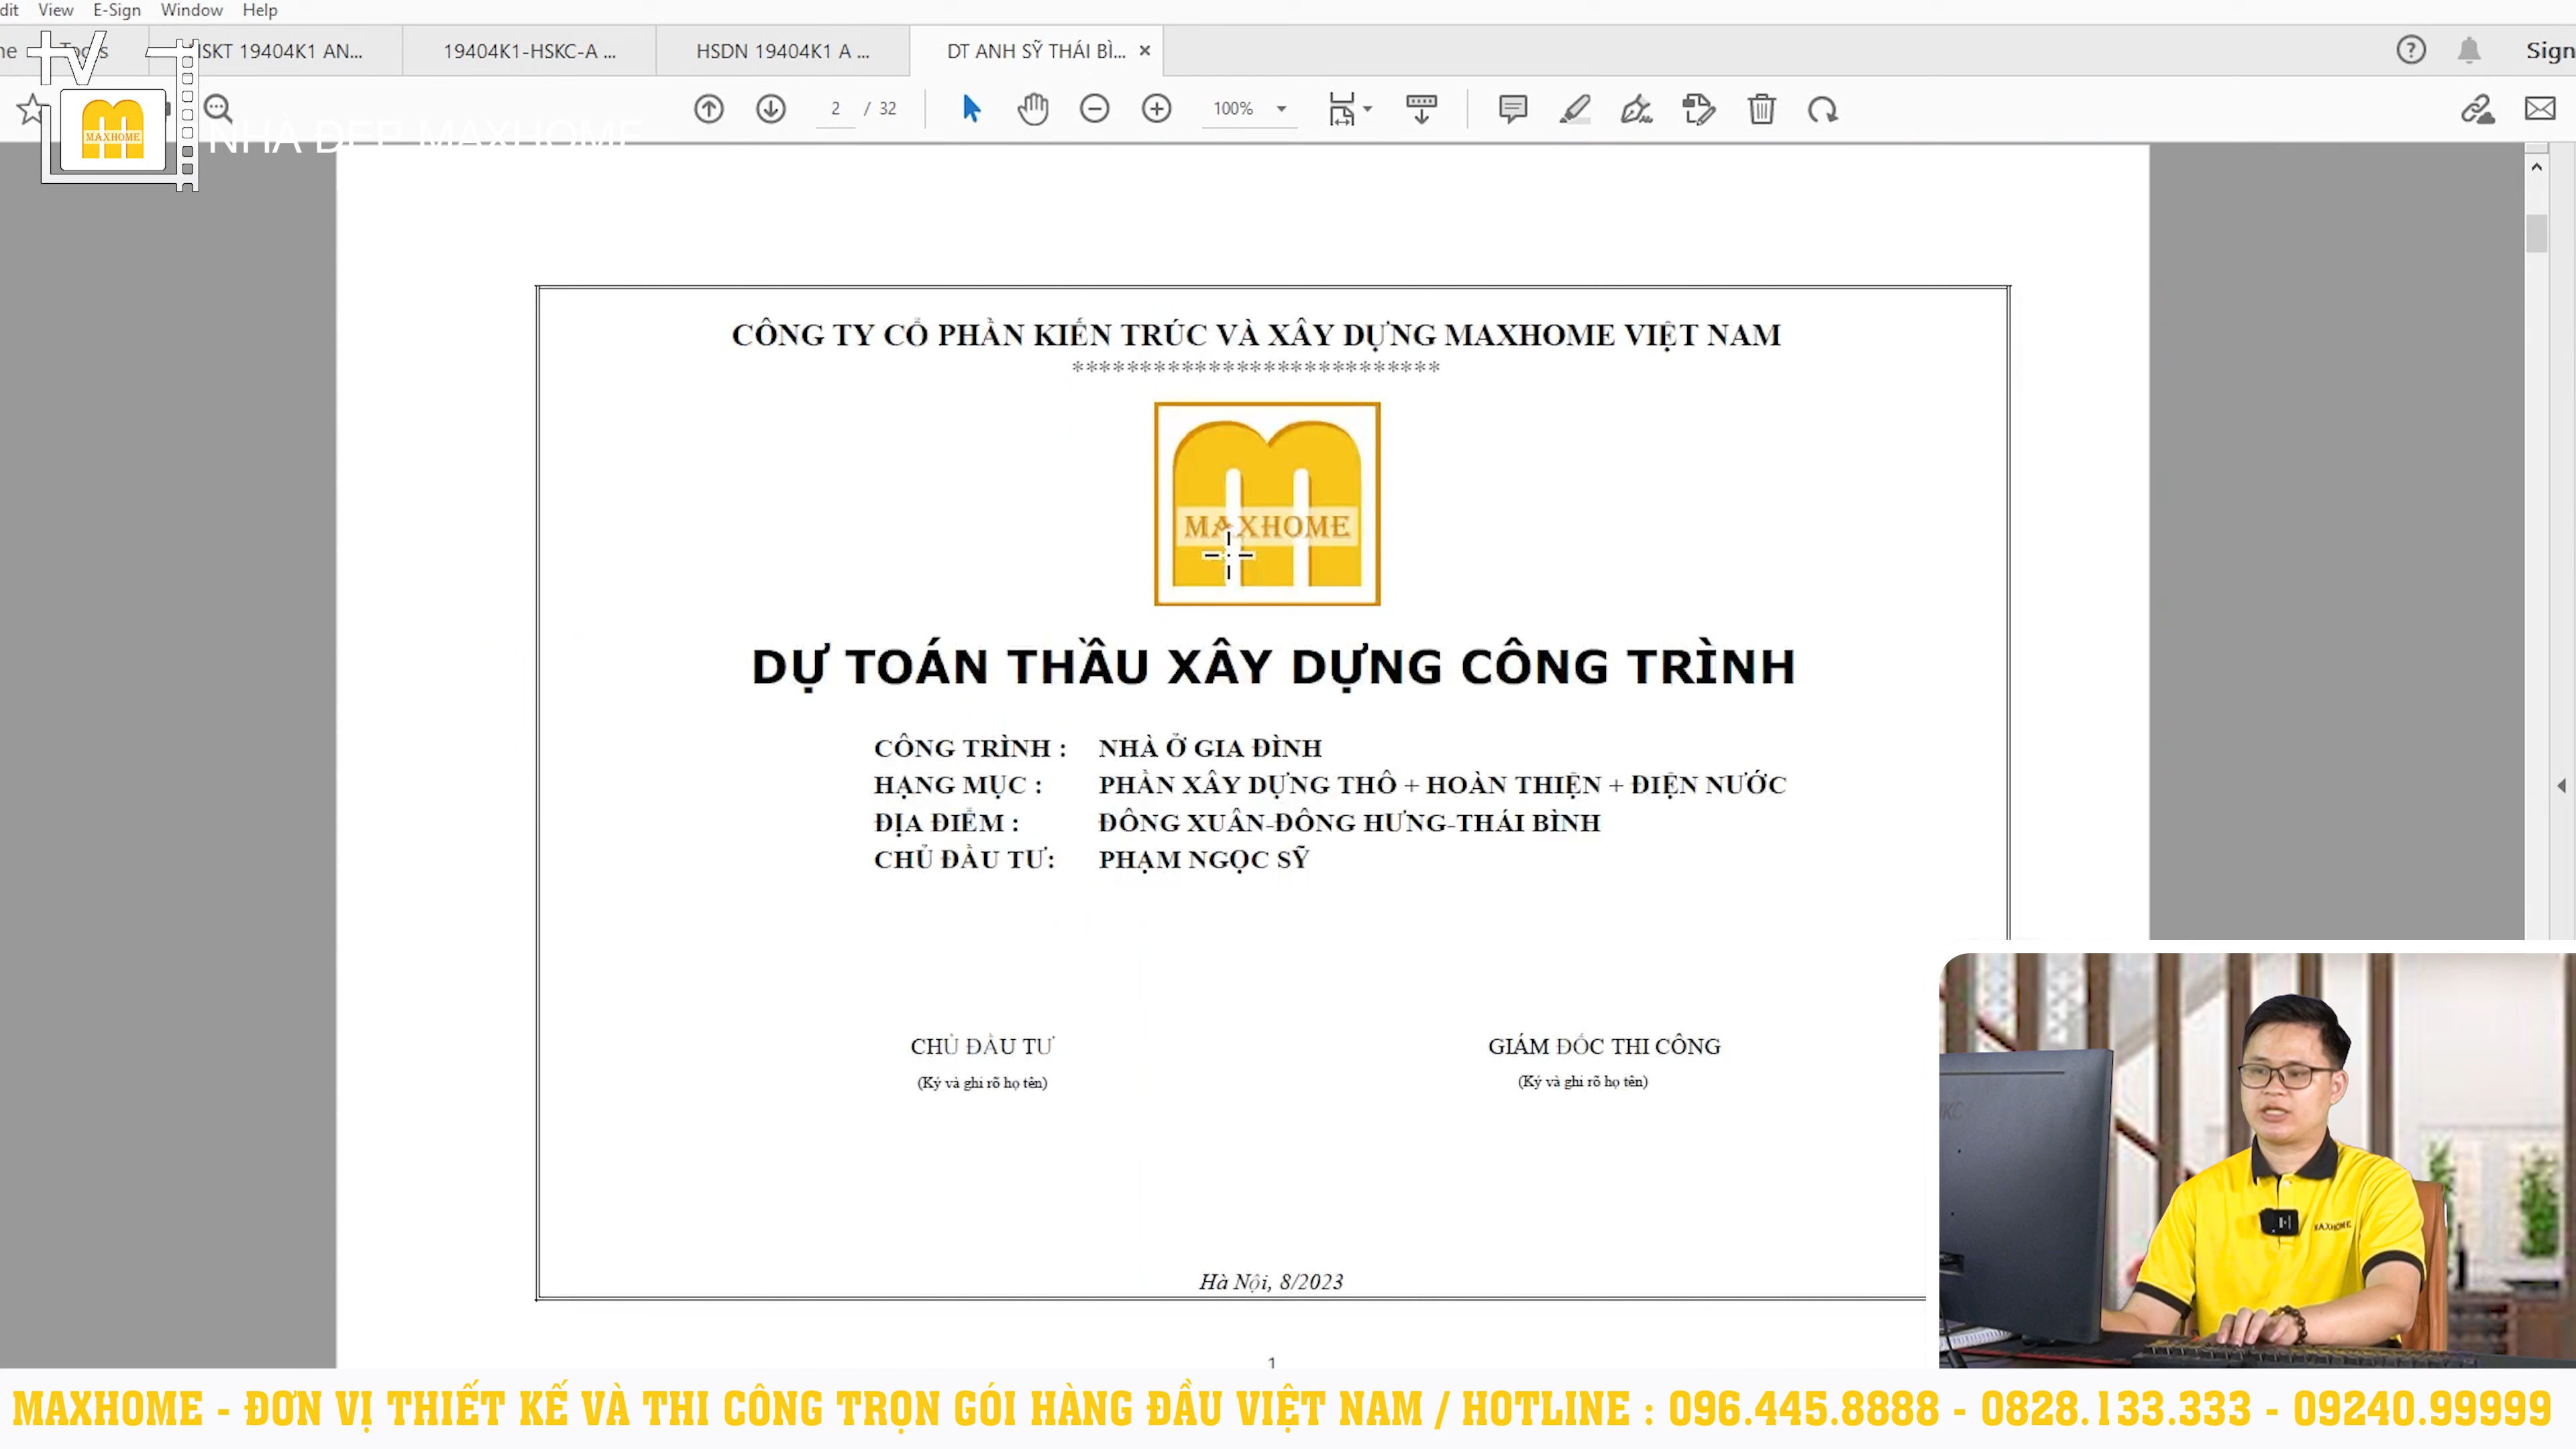 dit View E-Sign Window Help
ne Tools
HSKT 19404K1 AN... 19404K1-HSKC-A ... HSDN 19404K1 A ... DT ANH SỸ THÁI BÌ... ×
Sign
tv
MAXHOME
NHÀ ĐẸP MAXHOME
2 / 32 100%
CÔNG TY CỔ PHẦN KIẾN TRÚC VÀ XÂY DỰNG MAXHOME VIỆT NAM
***************************
MAXHOME
DỰ TOÁN THẦU XÂY DỰNG CÔNG TRÌNH
CÔNG TRÌNH : NHÀ Ở GIA ĐÌNH
HẠNG MỤC : PHẦN XÂY DỰNG THÔ + HOÀN THIỆN + ĐIỆN NƯỚC
ĐỊA ĐIỂM : ĐÔNG XUÂN-ĐÔNG HƯNG-THÁI BÌNH
CHỦ ĐẦU TƯ: PHẠM NGỌC SỸ
CHỦ ĐẦU TƯ GIÁM ĐỐC THI CÔNG
(Ký và ghi rõ họ tên) (Ký và ghi rõ họ tên)
Hà Nội, 8/2023
1
MAXHOME
MAXHOME - ĐƠN VỊ THIẾT KẾ VÀ THI CÔNG TRỌN GÓI HÀNG ĐẦU VIỆT NAM / HOTLINE : 096.445.8888 - 0828.133.333 - 09240.99999